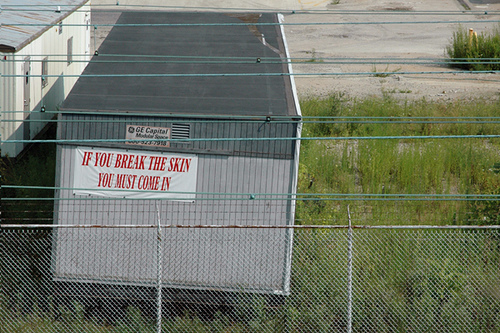 GE Capital
Modular Space
IF YOU BREAK THE SKIN
YOU MUST COME IN